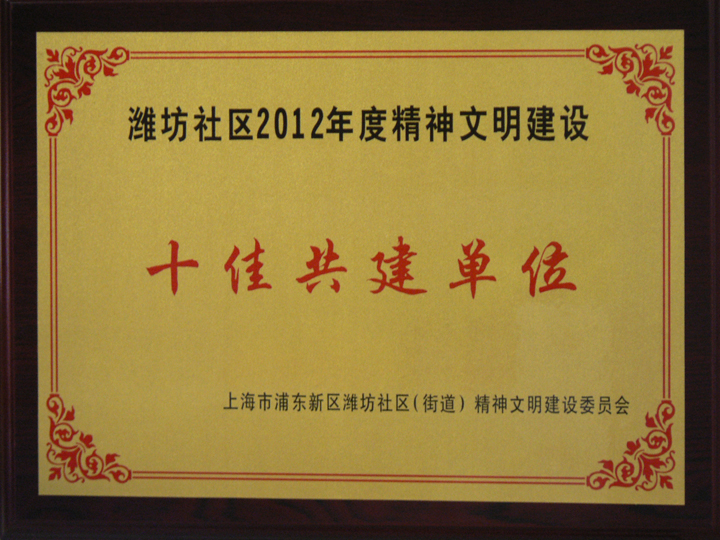 潍坊社区2012年度精神文明建设
十佳共建单位
上海市浦东新区潍坊社区(街道)精神文明建设委员会